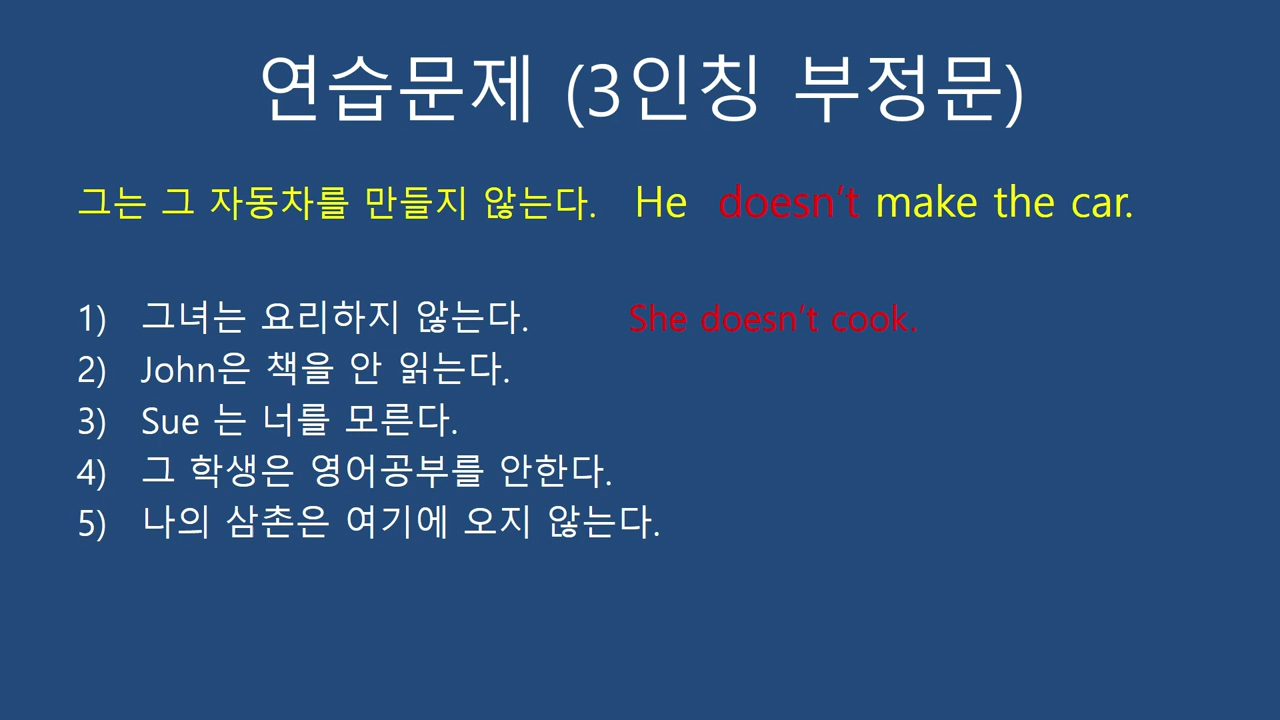 연습문제 (3인칭 부정문)
그는 그 자동차를 만들지 않는다. He doesn't make the car.
1) 그녀는 요리하지 않는다. She doesn't cook.
2) John은 책을 안 읽는다.
3) Sue 는 너를 모른다.
4) 그 학생은 영어공부를 안한다.
5) 나의 삼촌은 여기에 오지 않는다.